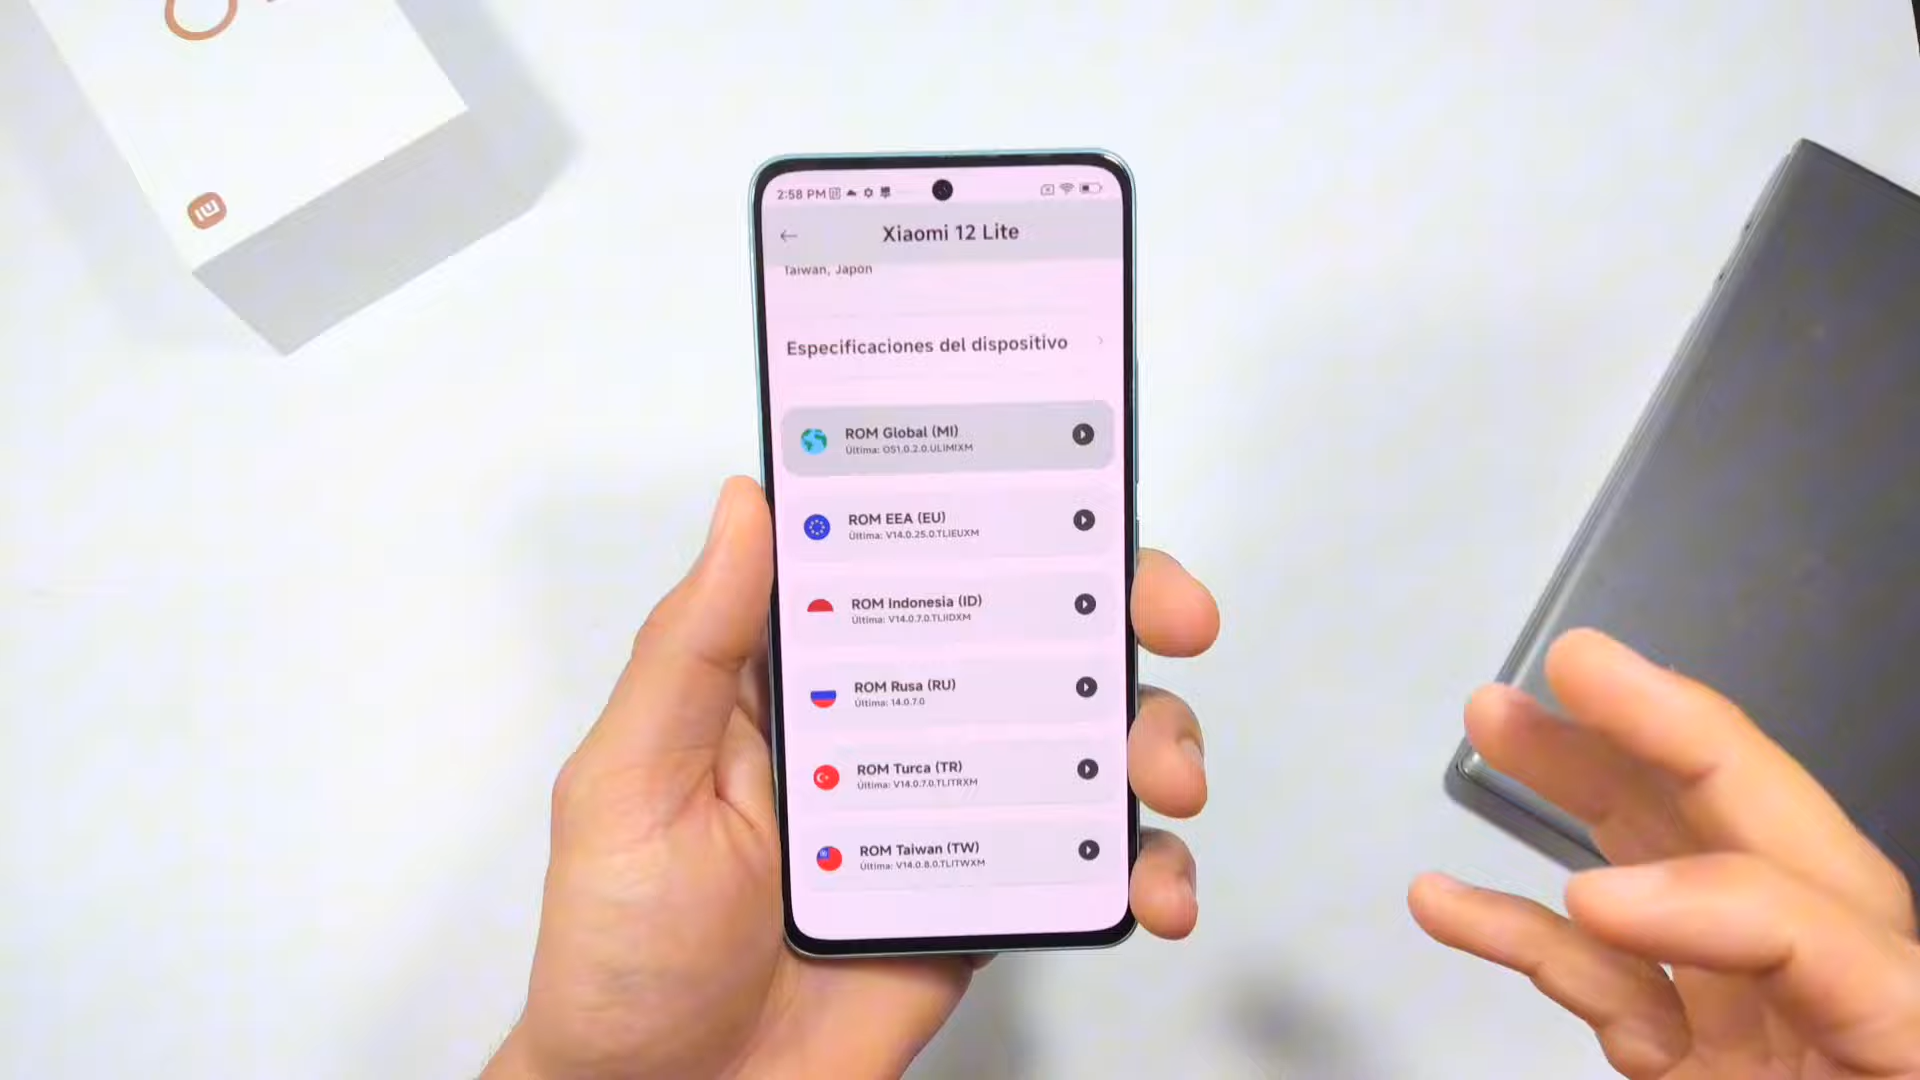 2:58 PM
Xiaomi 12 Lite
Taiwan, Japon
Especificaciones del dispositivo
ROM Global (MI)
Última: OS1.0.2.0.ULIMIXM
ROM EEA (EU)
Última: V14.0.25.0.TLIEUXM
ROM Indonesia (ID)
Última: V14.0.7.0.TLIIDXM
ROM Rusa (RU)
Última: 14.0.7.0
ROM Turca (TR)
Última: V14.0.7.0.TLITRXM
ROM Taiwan (TW)
Última: V14.0.8.0.TLITWXM